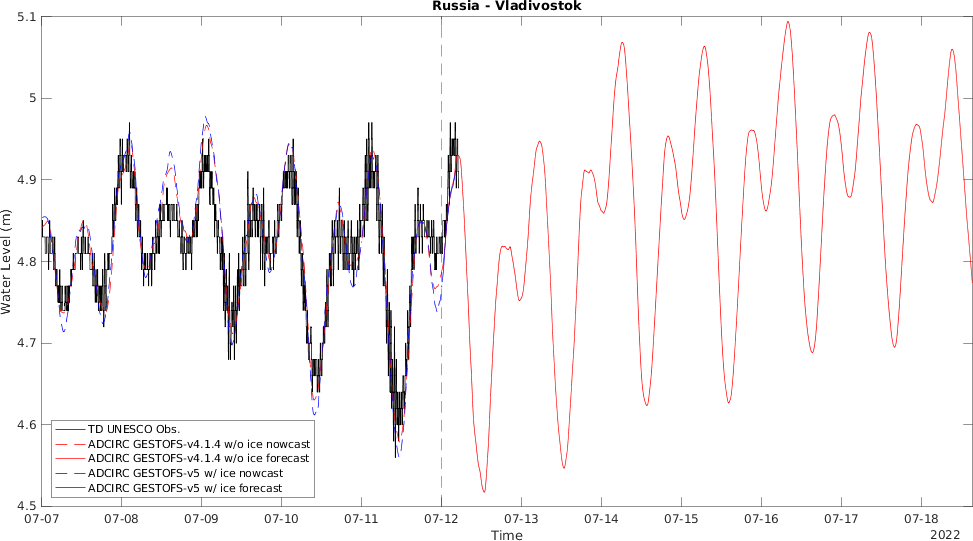 Russia - Vladivostok
5.1
5
4.9
4.8
4.7
4.6
4.5
Water Level (m)
TD UNESCO Obs.
ADCIRC GESTOFS-v4.1.4 w/o ice nowcast
ADCIRC GESTOFS-v4.1.4 w/o ice forecast
ADCIRC GESTOFS-v5 w/ ice nowcast
ADCIRC GESTOFS-v5 w/ ice forecast
07-07 07-08 07-09 07-10 07-11 07-12 07-13 07-14 07-15 07-16 07-17 07-18
Time
2022